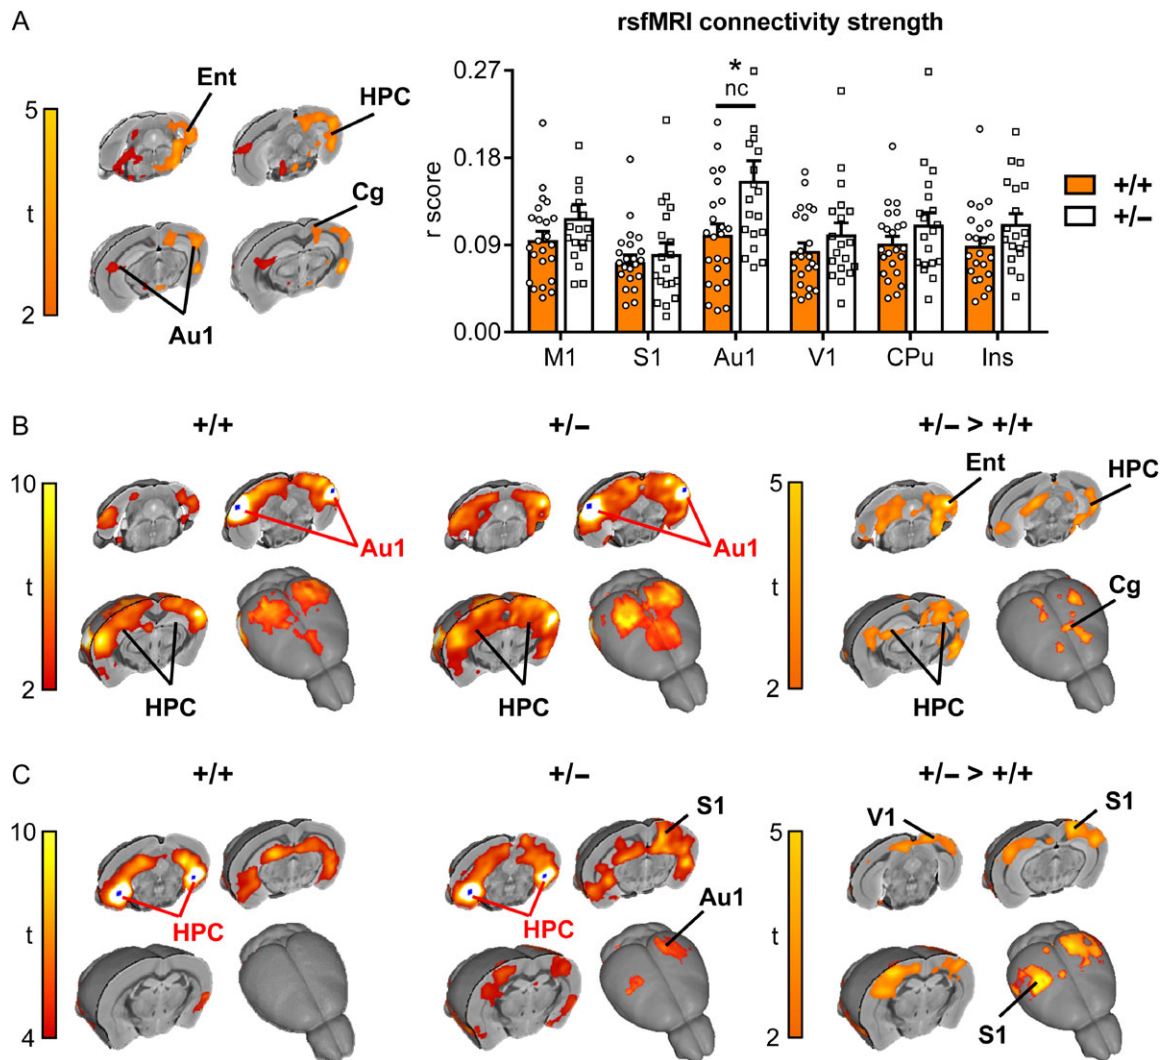 A
rsfMRI connectivity strength
5
t
2
Ent
HPC
Cg
Au1
r score
0.27
0.18
0.09
0.00
*
nc
M1
S1
Au1
V1
CPu
Ins
+/+
+/−
B
+/+
+/−
+/− > +/+
10
t
2
Au1
HPC
Au1
HPC
5
t
2
Ent
HPC
Cg
HPC
C
+/+
+/−
+/− > +/+
10
t
4
HPC
S1
HPC
Au1
5
t
2
V1
S1
S1